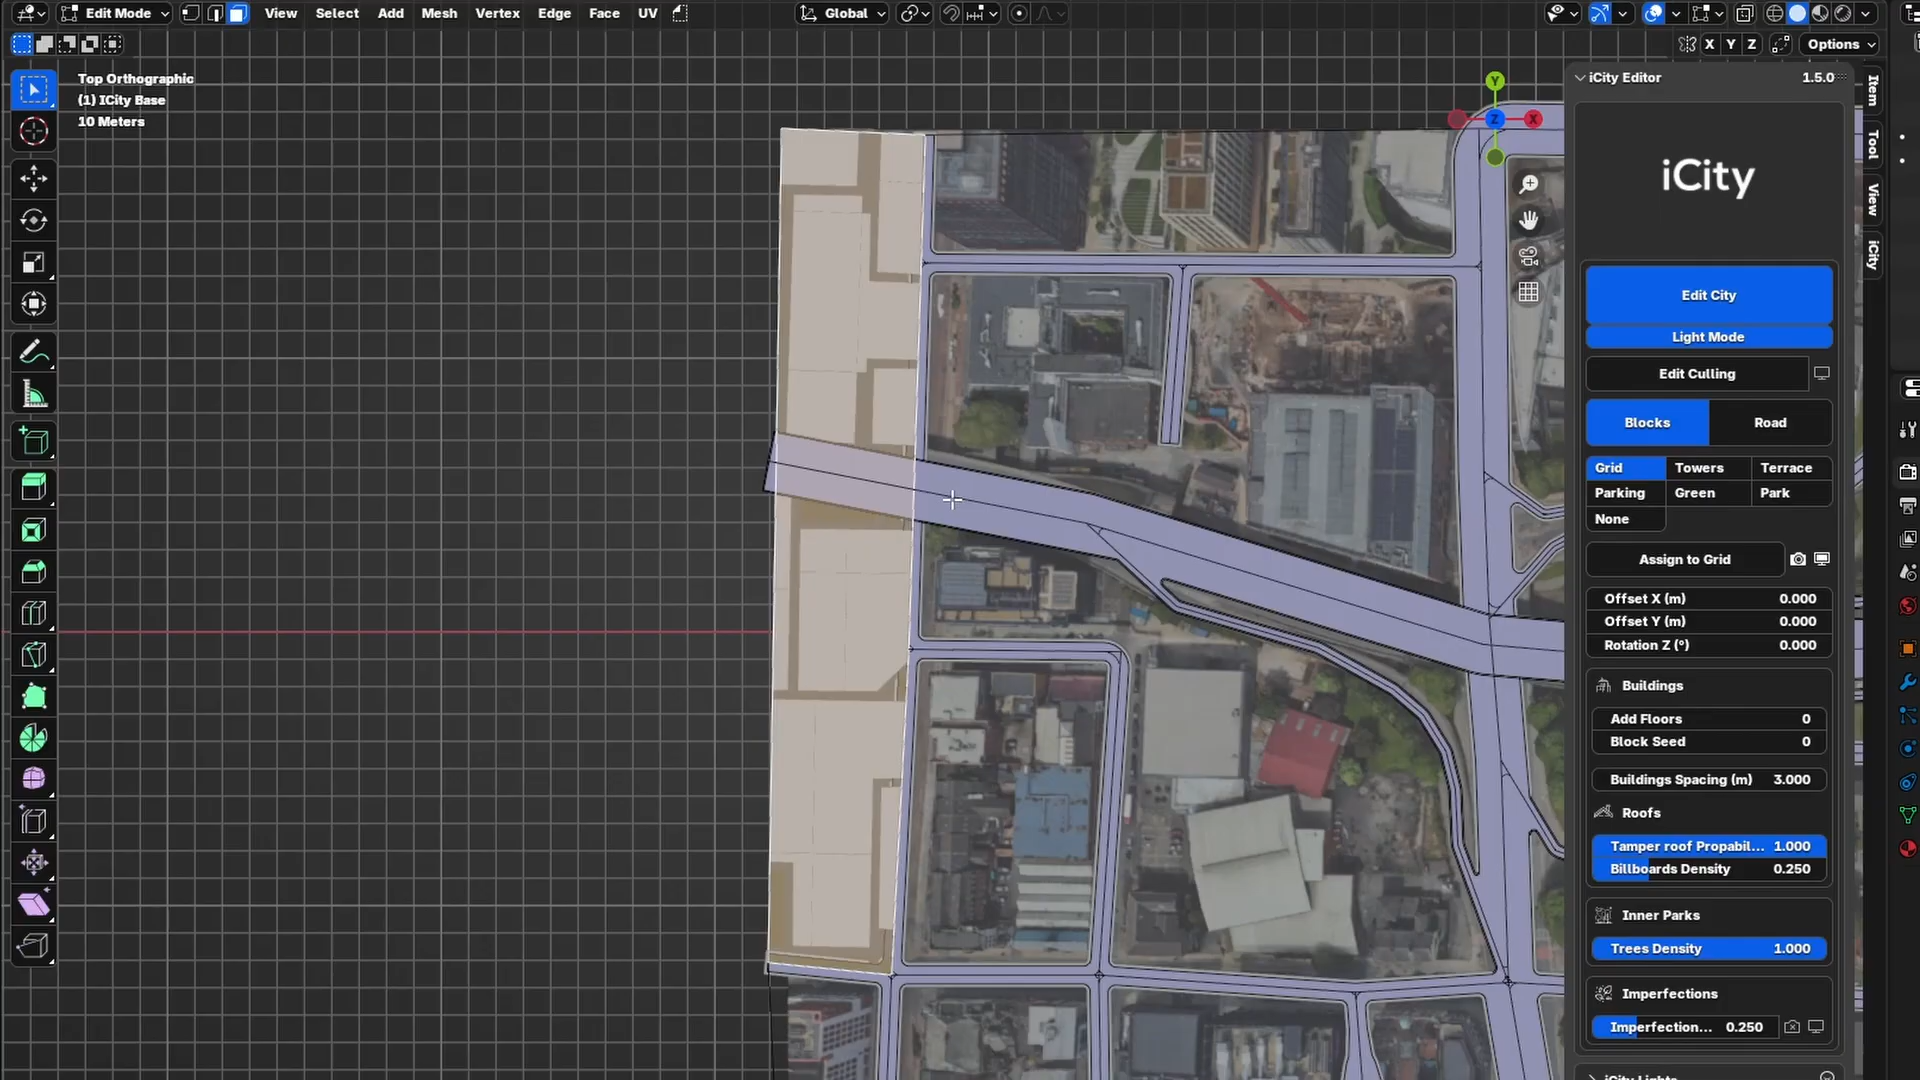 Edit Mode View Select Add Mesh Vertex Edge Face UV Global
X Y Z Options
Top Orthographic
(1) ICity Base
10 Meters
Y
Z X
iCity Editor 1.5.0
Item
Tool
View
iCity
iCity
Edit City
Light Mode
Edit Culling
Blocks Road
Grid Towers Terrace
Parking Green Park
None
Assign to Grid
Offset X (m) 0.000
Offset Y (m) 0.000
Rotation Z (º) 0.000
Buildings
Add Floors 0
Block Seed 0
Buildings Spacing (m) 3.000
Roofs
Tamper roof Propabil... 1.000
Billboards Density 0.250
Inner Parks
Trees Density 1.000
Imperfections
Imperfection... 0.250
iCity Lights